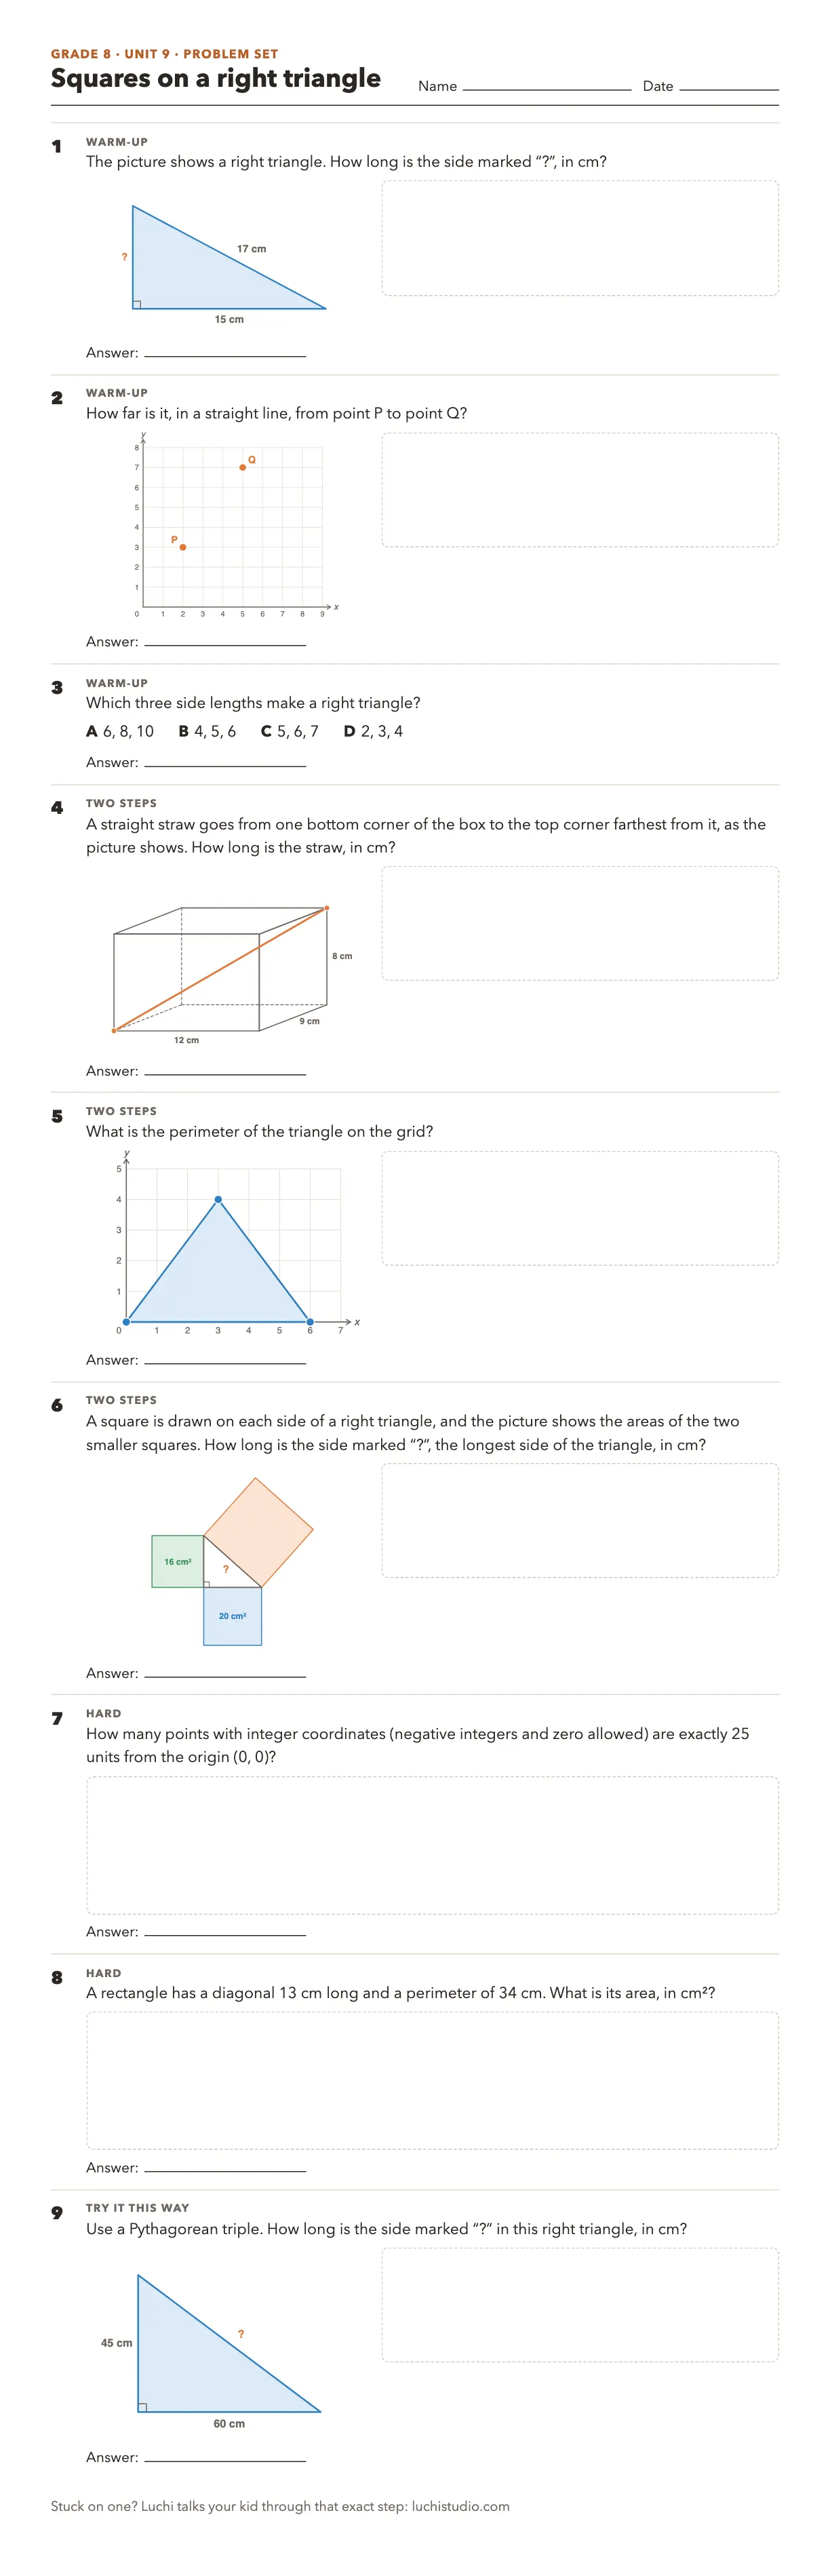 GRADE 8 · UNIT 9 · PROBLEM SET
Squares on a right triangle
Name
Date
1
WARM-UP
The picture shows a right triangle. How long is the side marked “?”, in cm?
?
17 cm
15 cm
Answer:
2
WARM-UP
How far is it, in a straight line, from point P to point Q?
y
8
7
6
5
4
3
2
1
0 1 2 3 4 5 6 7 8 9 x
Q
P
Answer:
3
WARM-UP
Which three side lengths make a right triangle?
A 6, 8, 10 B 4, 5, 6 C 5, 6, 7 D 2, 3, 4
Answer:
4
TWO STEPS
A straight straw goes from one bottom corner of the box to the top corner farthest from it, as the
picture shows. How long is the straw, in cm?
8 cm
9 cm
12 cm
Answer:
5
TWO STEPS
What is the perimeter of the triangle on the grid?
y
5
4
3
2
1
0 1 2 3 4 5 6 7 x
Answer:
6
TWO STEPS
A square is drawn on each side of a right triangle, and the picture shows the areas of the two
smaller squares. How long is the side marked “?”, the longest side of the triangle, in cm?
16 cm²
?
20 cm²
Answer:
7
HARD
How many points with integer coordinates (negative integers and zero allowed) are exactly 25
units from the origin (0, 0)?
Answer:
8
HARD
A rectangle has a diagonal 13 cm long and a perimeter of 34 cm. What is its area, in cm²?
Answer:
9
TRY IT THIS WAY
Use a Pythagorean triple. How long is the side marked “?” in this right triangle, in cm?
?
45 cm
60 cm
Answer:
Stuck on one? Luchi talks your kid through that exact step: luchistudio.com